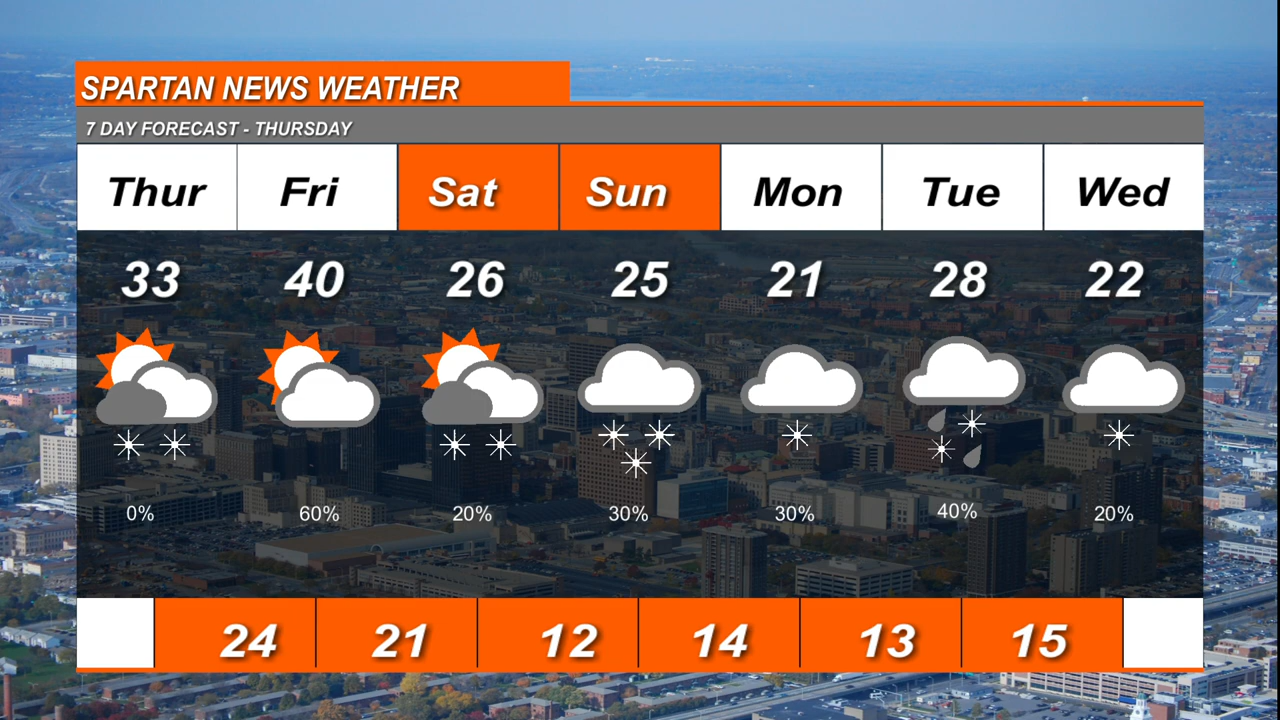 SPARTAN NEWS WEATHER
7 DAY FORECAST - THURSDAY
Thur Fri Sat Sun Mon Tue Wed
33 40 26 25 21 28 22
0% 60% 20% 30% 30% 40% 20%
24 21 12 14 13 15